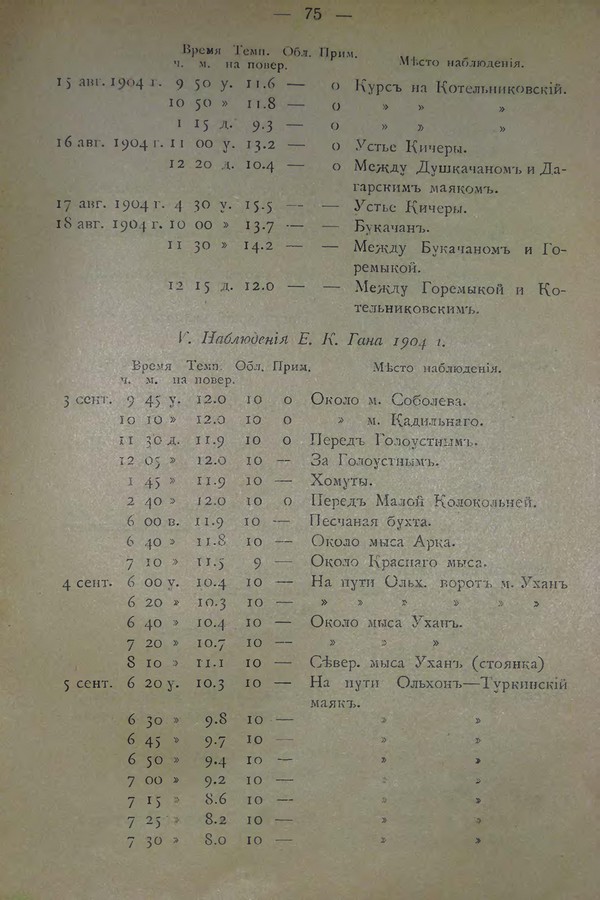 — 75 —
Время Темп. Обл. Прим.
ч. м. на повер. Мѣсто наблюденія.
15 авг. 1904 г. 9 50 у. 11.6 — о Курсъ на Котельниковскій.
10 50 » 11.8 — о » » »
1 15 д. 9.3 — о » » »
16 авг. 1904 г. 11 00 у. 13.2 — о Устье Кичеры.
12 20 д. 10.4 — о Между Душкачаномъ и Да-
гарскимъ маякомъ.
17 авг. 1904 г. 4 30 у. 15.5 — — Устье Кичеры.
18 авг. 1904 г. 10 00 » 13.7 — — Букачанъ.
11 30 » 14.2 — — Между Букачаномъ и Го-
ремыкой.
12 15 д. 12.0 — — Между Горемыкой и Ко-
тельниковскимъ.
V. Наблюденія Е. К. Гана 1904 г.
Время Темп. Обл. Прим. Мѣсто наблюденія.
ч. м. на повер.
3 сент. 9 45 у. 12.0 10 о Около м. Соболева.
10 10 » 12.0 10 о » м. Кадильнаго.
11 30 д. 11.9 10 о Передъ Голоустнымъ.
12 05 » 12.0 10 — За Голоустнымъ.
1 45 » 11.9 10 — Хомуты.
2 40 » 12.0 10 о Передъ Малой Колокольней.
6 00 в. 11.9 10 — Песчаная бухта.
6 40 » 11.8 10 — Около мыса Арка.
7 10 » 11.5 9 — Около Краснаго мыса.
4 сент. 6 00 у. 10.4 10 — На пути Ольх. воротъ м. Уханъ
6 20 » 10.3 10 — » » » » » »
6 40 » 10.4 10 — Около мыса Уханъ.
7 20 » 10.7 10 — » » »
8 10 » 11.1 10 — Сѣвер. мыса Уханъ (стоянка)
5 сент. 6 20 у. 10.3 10 — На пути Ольхонъ—Туркинскій
маякъ.
6 30 » 9.8 10 — » »
6 45 » 9.7 10 — » »
6 50 » 9.4 10 — » »
7 00 » 9.2 10 — » »
7 15 » 8.6 10 — » »
7 25 » 8.2 10 — » »
7 30 » 8.0 10 — » »